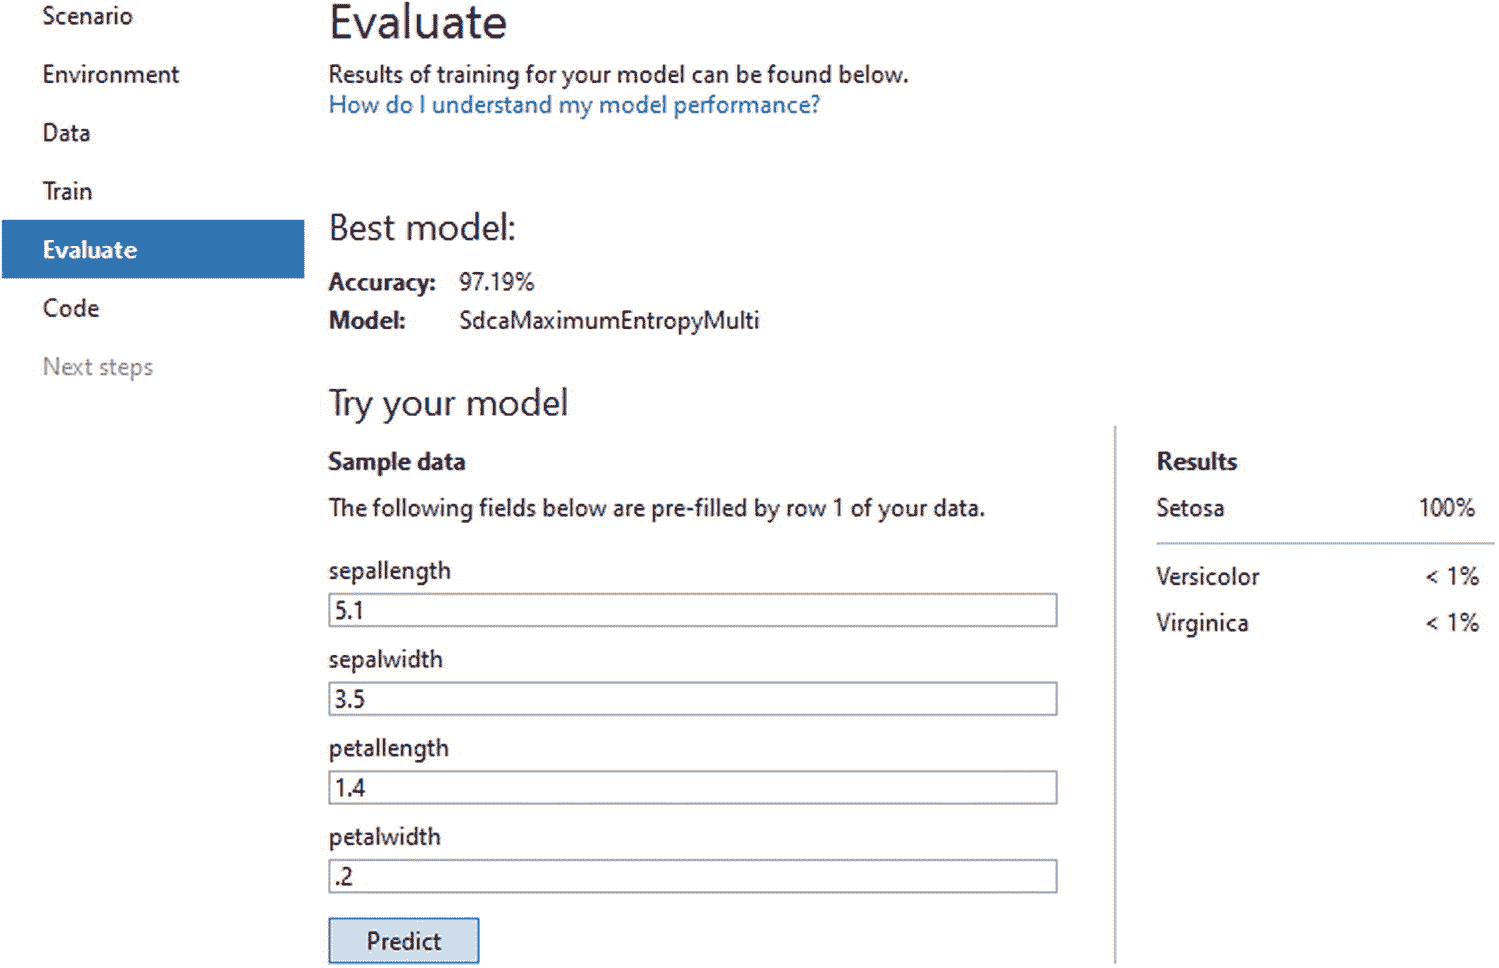 Scenario
Environment
Data
Train
Evaluate
Code
Next steps
Evaluate
Results of training for your model can be found below.
How do I understand my model performance?
Best model:
Accuracy: 97.19%
Model: SdcaMaximumEntropyMulti
Try your model
Sample data
The following fields below are pre-filled by row 1 of your data.
sepallength
5.1
sepalwidth
3.5
petallength
1.4
petalwidth
.2
Predict
Results
Setosa 100%
Versicolor < 1%
Virginica < 1%